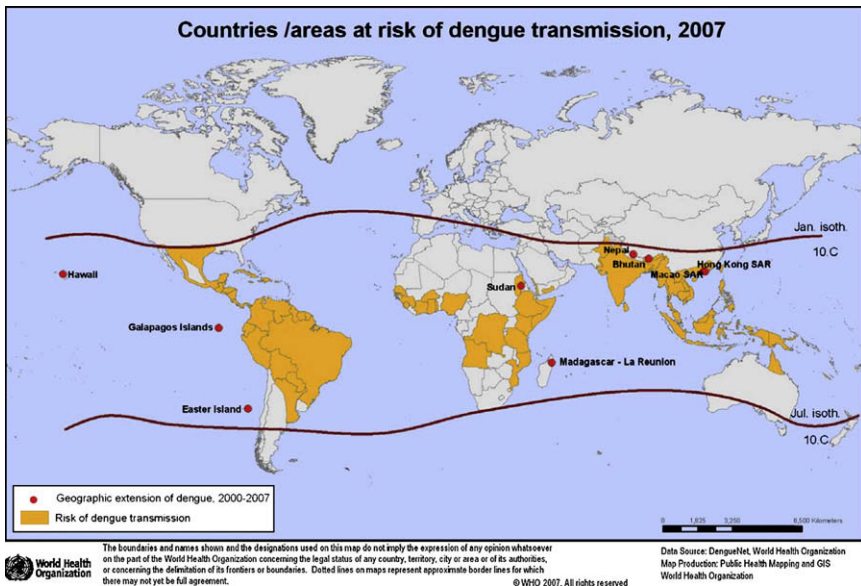 Countries /areas at risk of dengue transmission, 2007
Jan. isoth.
10.C
Nepal
Bhutan
Hong Kong SAR
Macao SAR
Hawaii
Sudan
Galapagos Islands
Madagascar - La Reunion
Easter Island
Jul. isoth.
10.C
Geographic extension of dengue, 2000-2007
Risk of dengue transmission
0 1,625 3,250 6,500 Kilometers
World Health
Organization
The boundaries and names shown and the designations used on this map do not imply the expression of any opinion whatsoever
on the part of the World Health Organization concerning the legal status of any country, territory, city or area or of its authorities,
or concerning the delimitation of its frontiers or boundaries. Dotted lines on maps represent approximate border lines for which
there may not yet be full agreement.
© WHO 2007. All rights reserved
Data Source: DengueNet, World Health Organization
Map Production: Public Health Mapping and GIS
World Health Organization